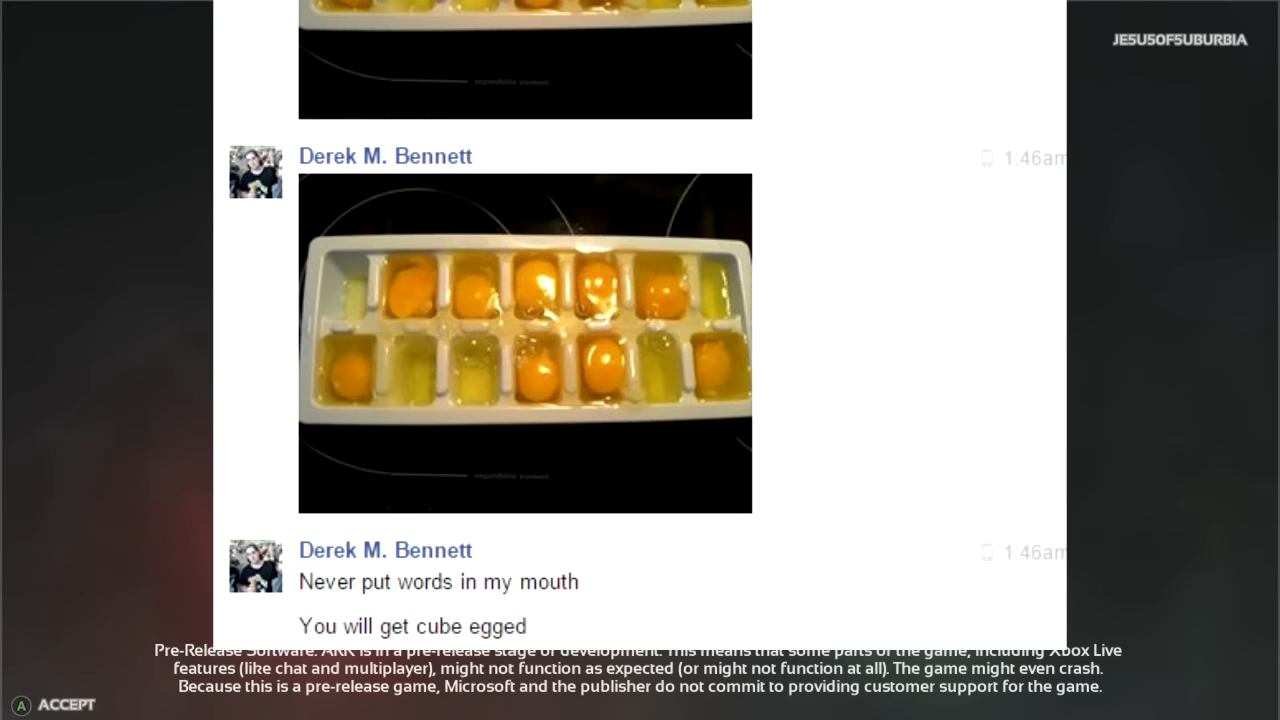 JE5U5OF5UBURBIA
Derek M. Bennett
1:46am
Derek M. Bennett
1:46am
Never put words in my mouth
You will get cube egged
Pre-Release Software. ARK is in a pre-release stage of development. This means that some parts of the game, including Xbox Live
features (like chat and multiplayer), might not function as expected (or might not function at all). The game might even crash.
Because this is a pre-release game, Microsoft and the publisher do not commit to providing customer support for the game.
A ACCEPT